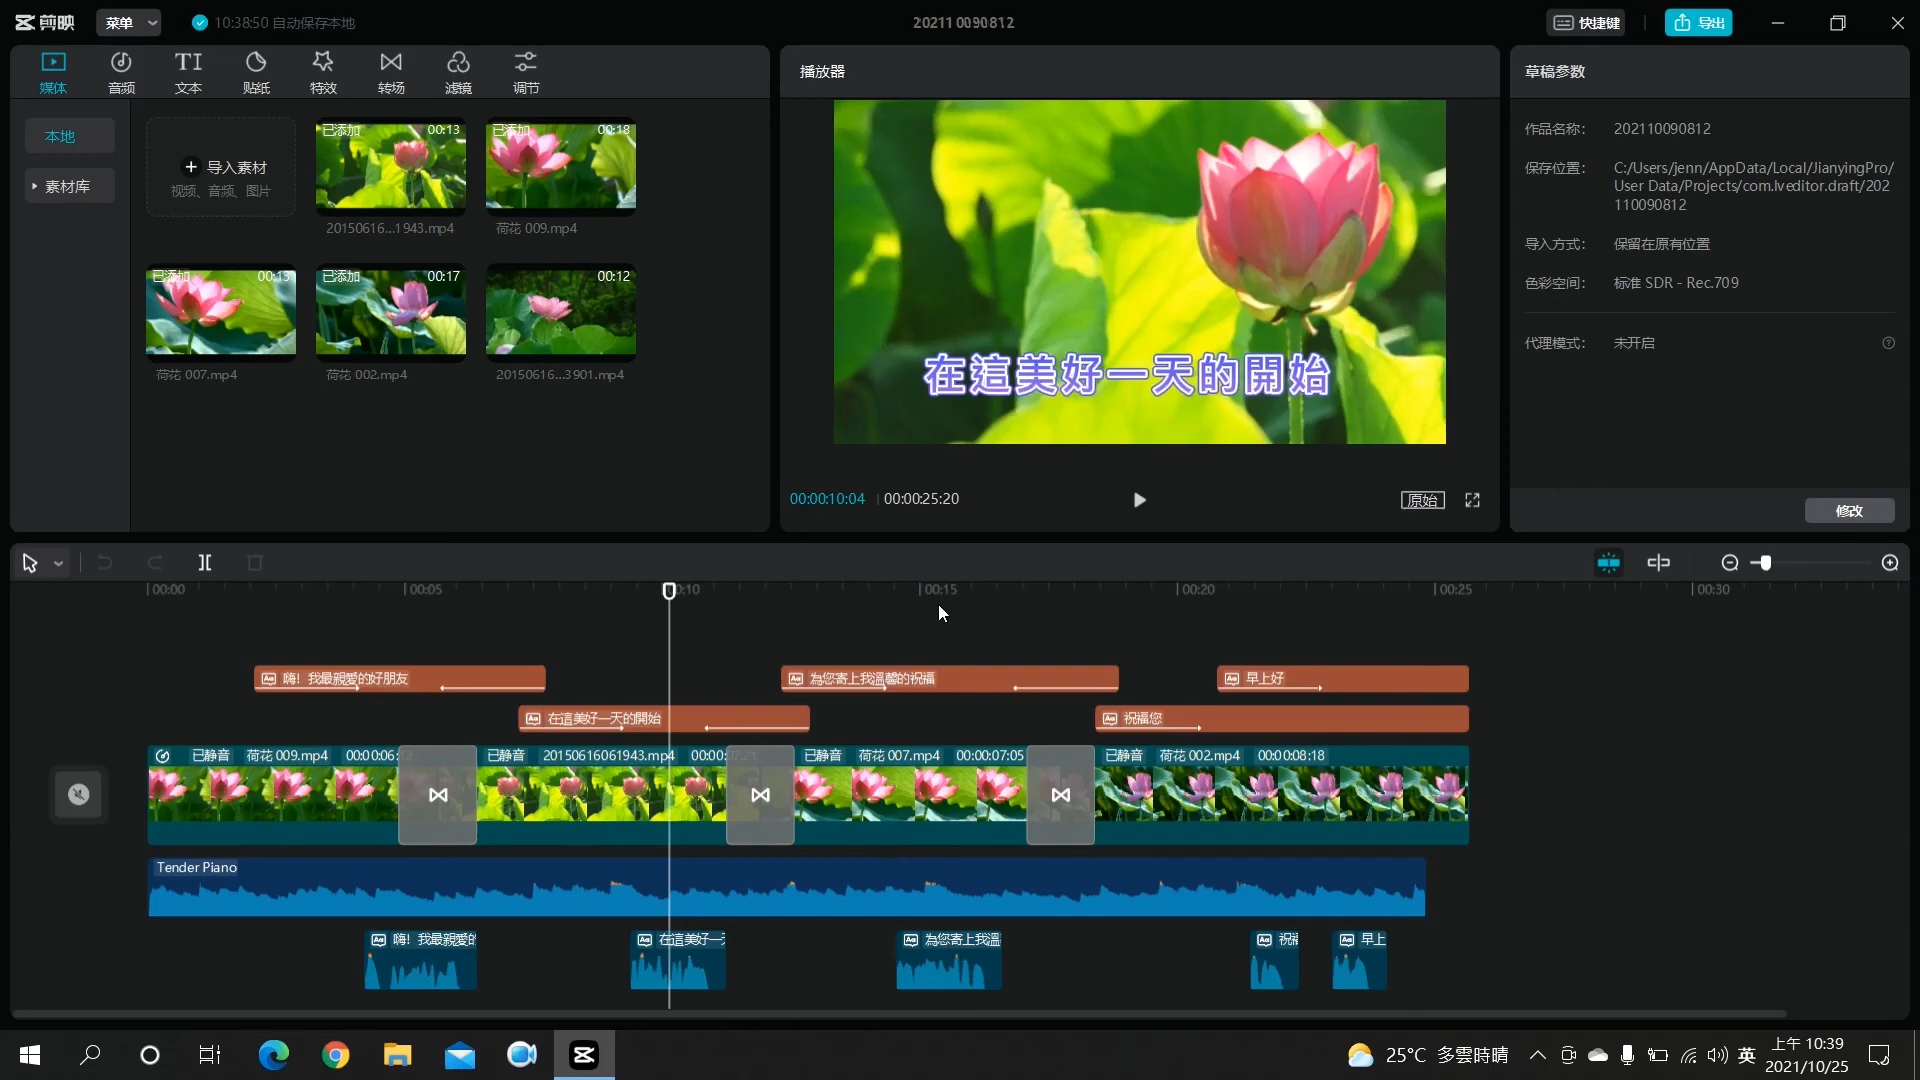 剪映
菜单
10:38:50 自动保存本地
202110090812
快捷键
导出
媒体
音频
文本
贴纸
特效
转场
滤镜
调节
本地
素材库
导入素材
视频、音频、图片
已添加 00:13
20150616...1943.mp4
已添加 00:18
荷花 009.mp4
已添加 00:13
荷花 007.mp4
已添加 00:17
荷花 002.mp4
00:12
20150616...3901.mp4
播放器
在這美好一天的開始
00:00:10:04
00:00:25:20
原始
草稿参数
作品名称: 202110090812
保存位置: C:/Users/jenn/AppData/Local/JianyingPro/
User Data/Projects/com.lveditor.draft/202
110090812
导入方式: 保留在原有位置
色彩空间: 标准 SDR - Rec.709
代理模式: 未开启
修改
00:00
00:05
0:10
00:15
00:20
00:25
00:30
嗨！我最親愛的好朋友
為您寄上我溫馨的祝福
早上好
在這美好一天的開始
祝福您
已静音 荷花 009.mp4 00:00:06:
已静音 20150616061943.mp4 00:00:
已静音 荷花 007.mp4 00:00:07:05
已静音 荷花 002.mp4 00:00:08:18
Tender Piano
嗨！我最親愛的
在這美好一天
為您寄上我溫
祝福
早上
25°C 多雲時晴
英
上午 10:39
2021/10/25